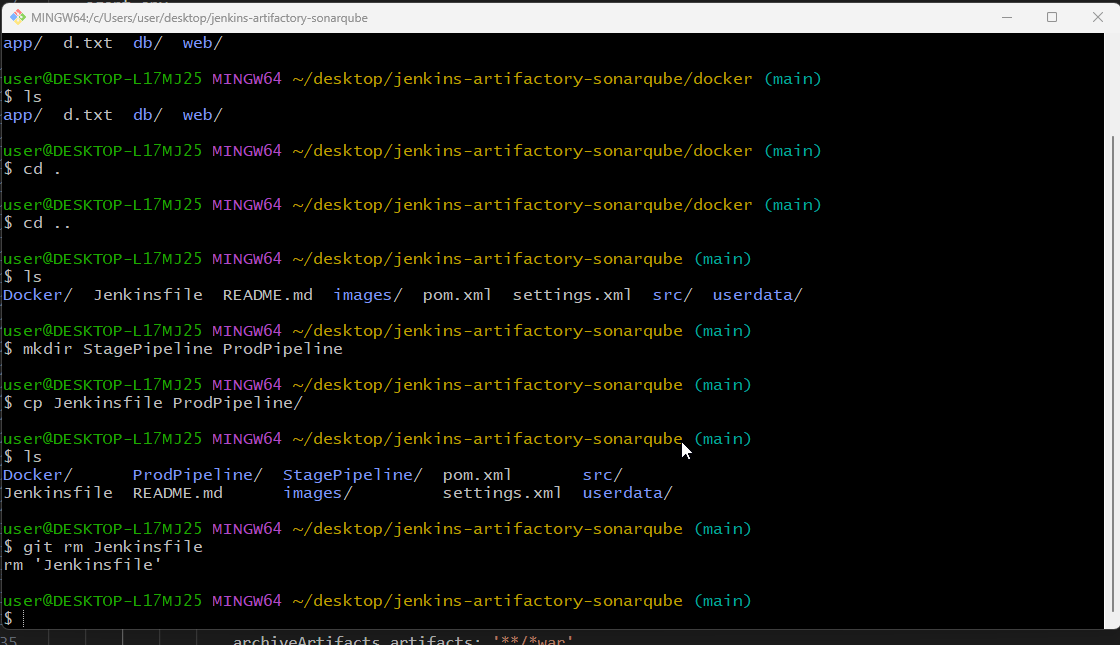 MINGW64:/c/Users/user/desktop/jenkins-artifactory-sonarqube
app/  d.txt  db/  web/
user@DESKTOP-L17MJ25 MINGW64 ~/desktop/jenkins-artifactory-sonarqube/docker (main)
$ ls
app/  d.txt  db/  web/
user@DESKTOP-L17MJ25 MINGW64 ~/desktop/jenkins-artifactory-sonarqube/docker (main)
$ cd .
user@DESKTOP-L17MJ25 MINGW64 ~/desktop/jenkins-artifactory-sonarqube/docker (main)
$ cd ..
user@DESKTOP-L17MJ25 MINGW64 ~/desktop/jenkins-artifactory-sonarqube (main)
$ ls
Docker/  Jenkinsfile  README.md  images/  pom.xml  settings.xml  src/  userdata/
user@DESKTOP-L17MJ25 MINGW64 ~/desktop/jenkins-artifactory-sonarqube (main)
$ mkdir StagePipeline ProdPipeline
user@DESKTOP-L17MJ25 MINGW64 ~/desktop/jenkins-artifactory-sonarqube (main)
$ cp Jenkinsfile ProdPipeline/
user@DESKTOP-L17MJ25 MINGW64 ~/desktop/jenkins-artifactory-sonarqube (main)
$ ls
Docker/      ProdPipeline/  StagePipeline/  pom.xml       src/
Jenkinsfile  README.md      images/         settings.xml  userdata/
user@DESKTOP-L17MJ25 MINGW64 ~/desktop/jenkins-artifactory-sonarqube (main)
$ git rm Jenkinsfile
rm 'Jenkinsfile'
user@DESKTOP-L17MJ25 MINGW64 ~/desktop/jenkins-artifactory-sonarqube (main)
$
35 archiveArtifacts artifacts: '**/*war'